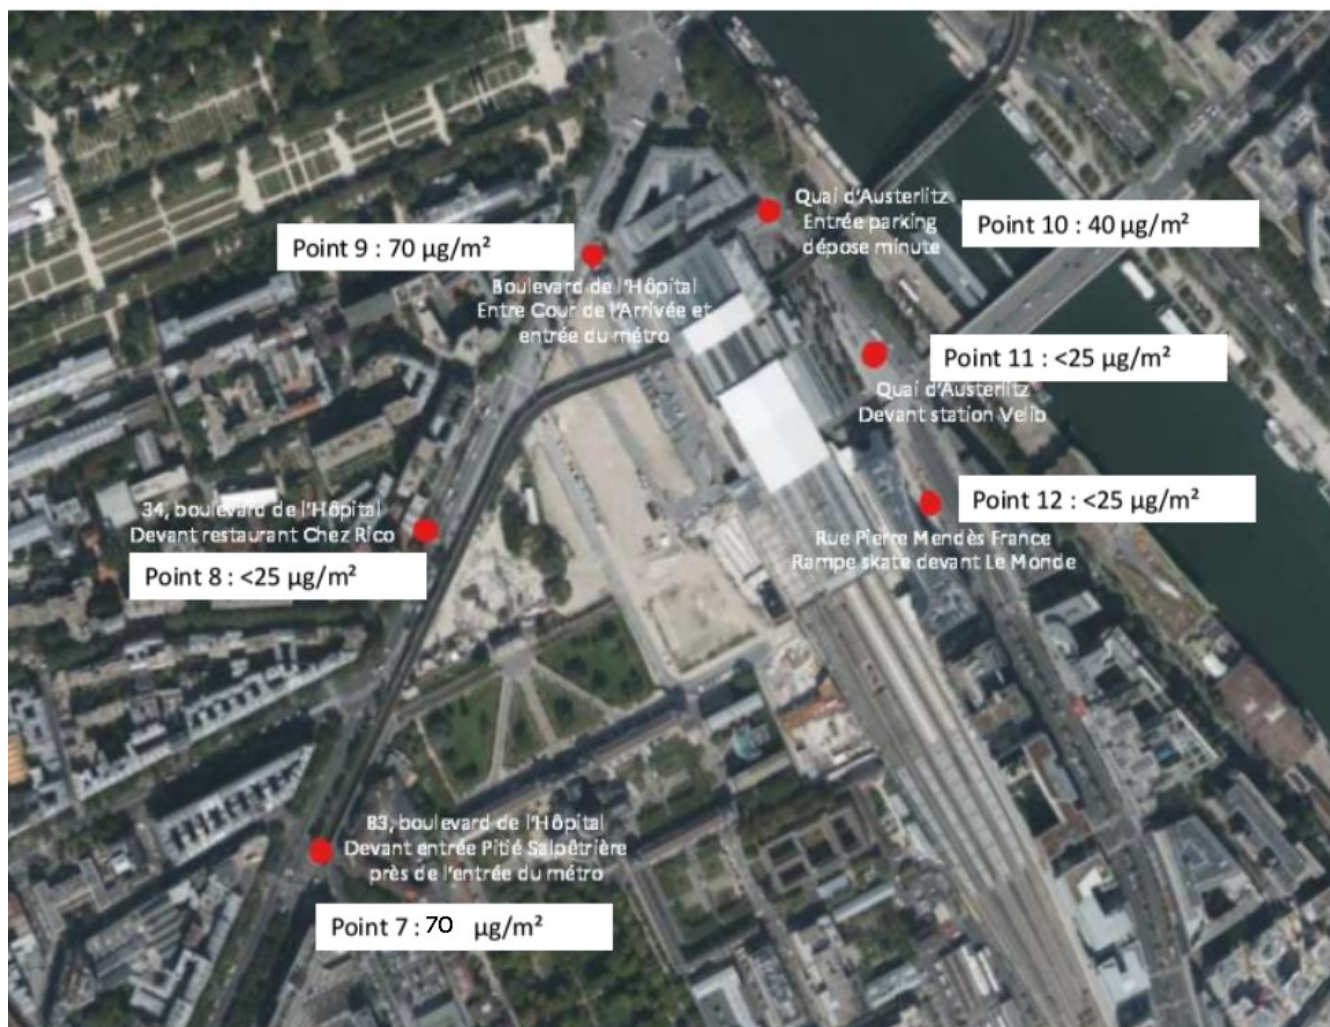 Quai d'Austerlitz
Entrée parking
dépose minute
Point 10 : 40 µg/m²
Point 9 : 70 µg/m²
Boulevard de l'Hôpital
Entre Cour de l'Arrivée et
entrée du métro
Point 11 : <25 µg/m²
Quai d'Austerlitz
Devant station Velib
34, boulevard de l'Hôpital
Devant restaurant Chez Rico
Point 8 : <25 µg/m²
Point 12 : <25 µg/m²
Rue Pierre Mendès France
Rampe skate devant Le Monde
83, boulevard de l'Hôpital
Devant entrée Pitié Salpêtrière
près de l'entrée du métro
Point 7 : 70 µg/m²